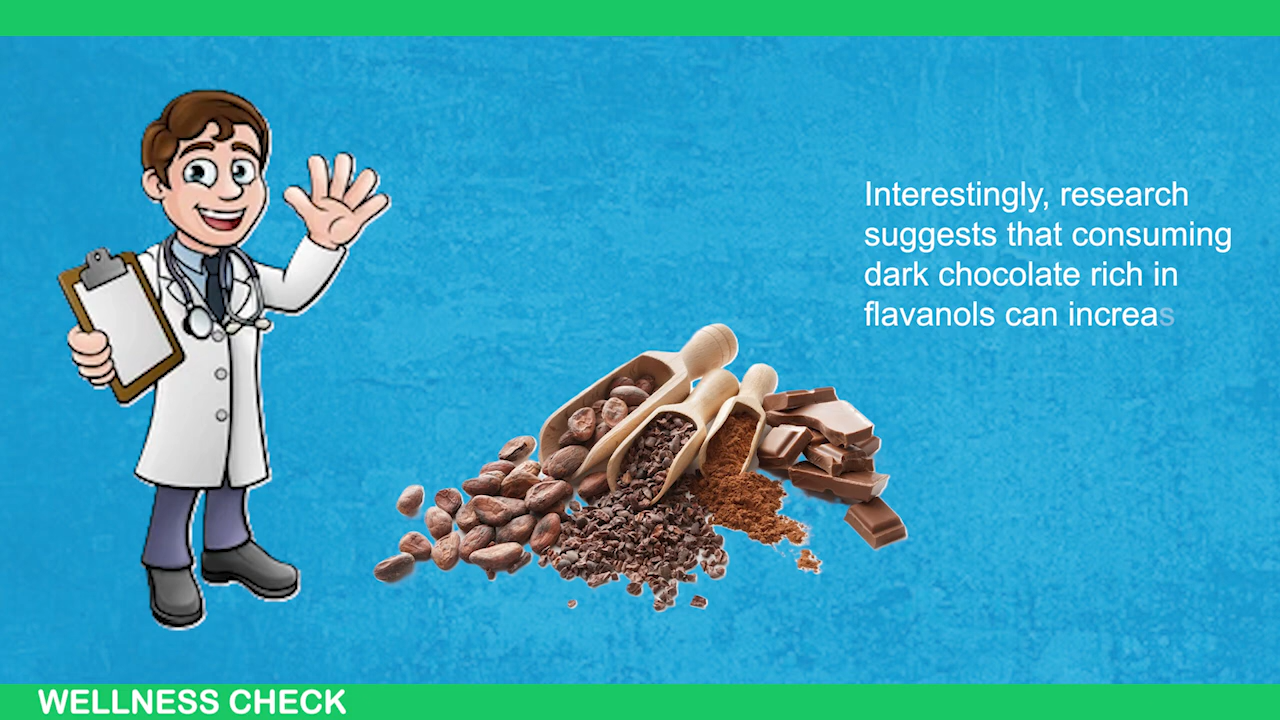 Interestingly, research
suggests that consuming
dark chocolate rich in
flavanols can increas
WELLNESS CHECK